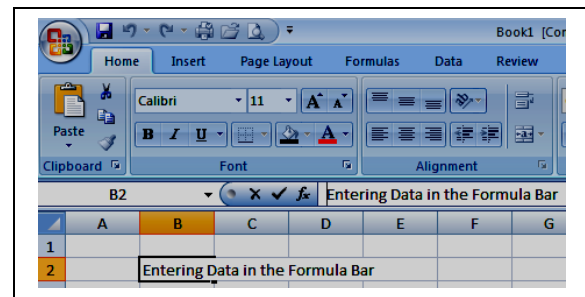 Book1 [Cor
Home Insert Page Layout Formulas Data Review
Calibri 11 A A
Paste B I U A
Clipboard Font Alignment
B2 fx Entering Data in the Formula Bar
A B C D E F G
1
2 Entering Data in the Formula Bar